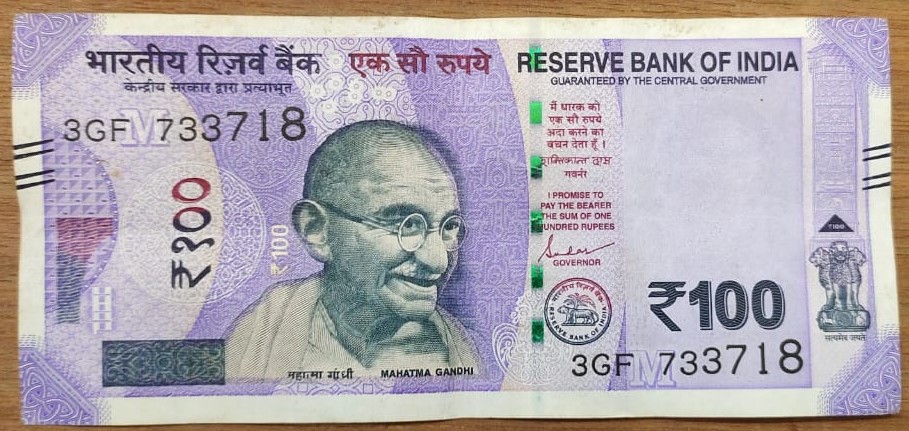 भारतीय रिज़र्व बैंक
केन्द्रीय सरकार द्वारा प्रत्याभूत
एक सौ रुपये
RESERVE BANK OF INDIA
GUARANTEED BY THE CENTRAL GOVERNMENT
3GF 733718
M
₹१००
₹100
मैं धारक को
एक सौ रुपये
अदा करने का
वचन देता हूँ ।
गवर्नर
I PROMISE TO
PAY THE BEARER
THE SUM OF ONE
HUNDRED RUPEES
GOVERNOR
भारतीय रिज़र्व बैंक
RESERVE BANK OF INDIA
₹100
₹100
सत्यमेव जयते
3GF 733718
M
महात्मा गांधी
MAHATMA GANDHI